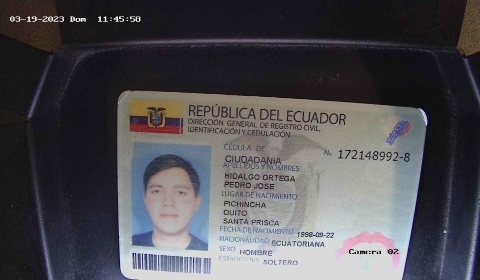 03-19-2023 Dom 11:45:58
REPÚBLICA DEL ECUADOR
DIRECCIÓN GENERAL DE REGISTRO CIVIL,
IDENTIFICACIÓN Y CEDULACIÓN
CÉDULA DE
No 172148992-8
CIUDADANÍA
APELLIDOS Y NOMBRES
HIDALGO ORTEGA
PEDRO JOSE
LUGAR DE NACIMIENTO
PICHINCHA
QUITO
SANTA PRISCA
FECHA DE NACIMIENTO 1998-09-22
NACIONALIDAD ECUATORIANA
SEXO HOMBRE
ESTADO CIVIL SOLTERO
Camera 02